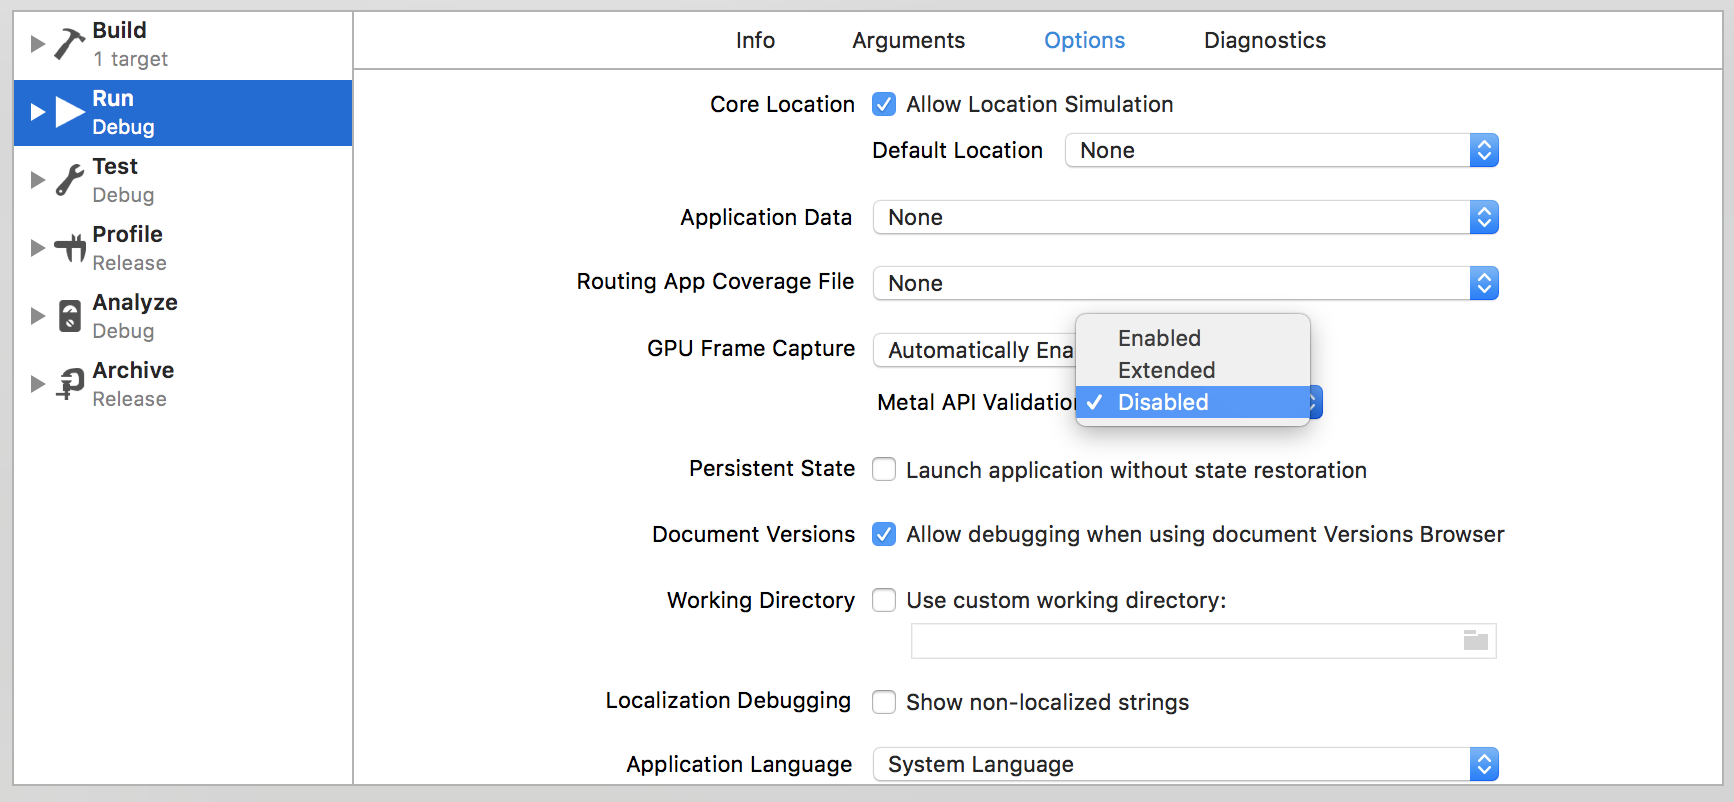 Build
1 target
Run
Debug
Test
Debug
Profile
Release
Analyze
Debug
Archive
Release
Info Arguments Options Diagnostics
Core Location Allow Location Simulation
Default Location None
Application Data None
Routing App Coverage File None
GPU Frame Capture Automatically Ena
Enabled
Extended
Metal API Validation Disabled
Persistent State Launch application without state restoration
Document Versions Allow debugging when using document Versions Browser
Working Directory Use custom working directory:
Localization Debugging Show non-localized strings
Application Language System Language